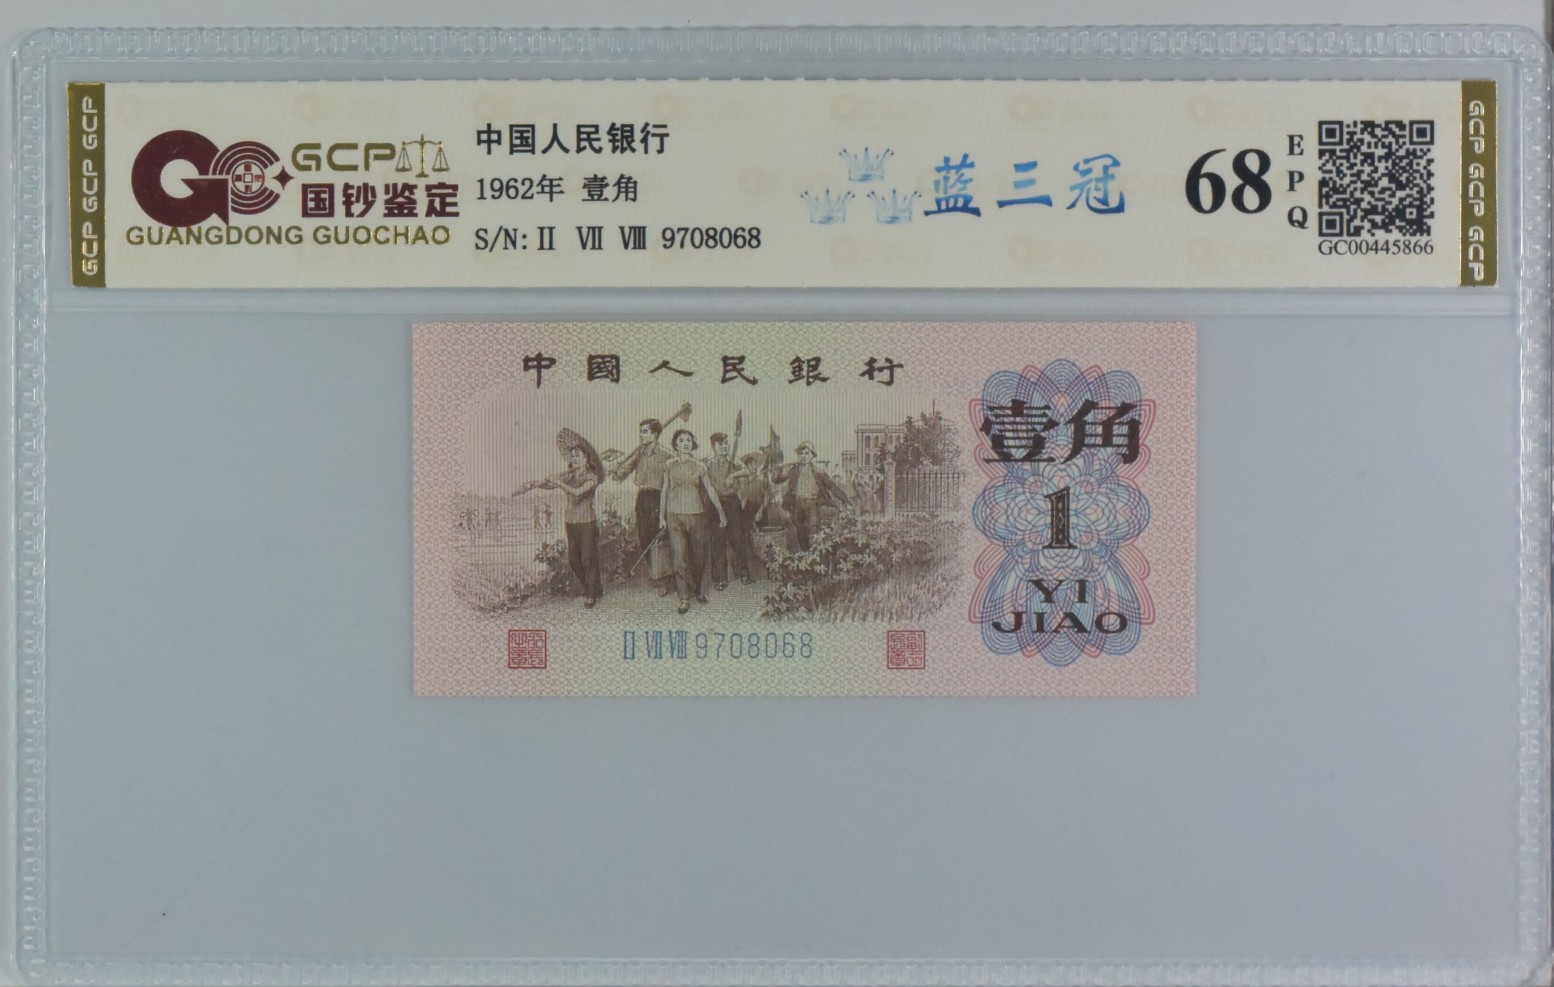 GCP GCP GCP
GCP
国钞鉴定
GUANGDONG GUOCHAO
中国人民银行
1962年 壹角
S/N: II VII VIII 9708068
蓝三冠
68
EPQ
GC00445866
GCP GCP GCP
中國人民銀行
壹角
1
YI
JIAO
II VII VIII 9708068